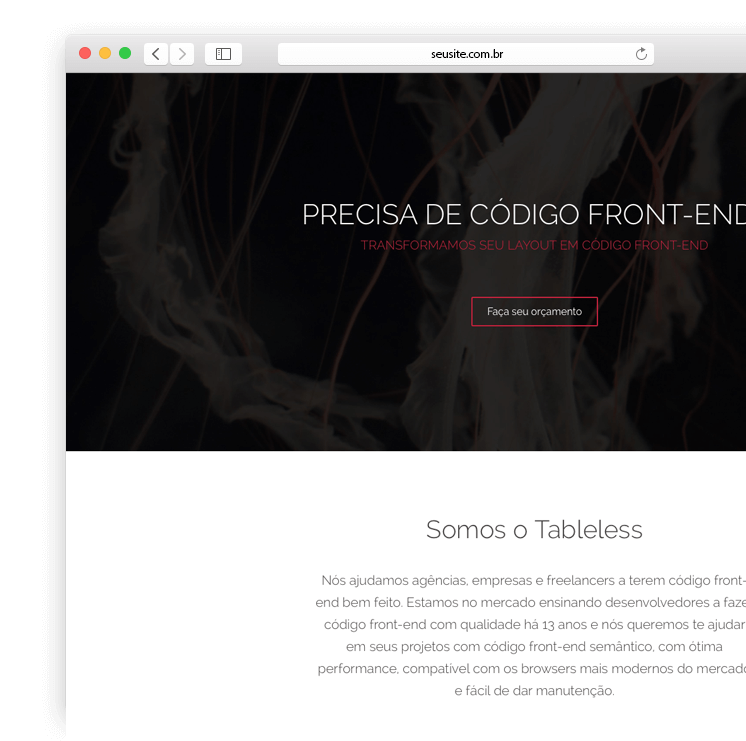 seusite.com.br
PRECISA DE CÓDIGO FRONT-END
TRANSFORMAMOS SEU LAYOUT EM CÓDIGO FRONT-END
Faça seu orçamento
Somos o Tableless
Nós ajudamos agências, empresas e freelancers a terem código front-
end bem feito. Estamos no mercado ensinando desenvolvedores a faze
código front-end com qualidade há 13 anos e nós queremos te ajudar
em seus projetos com código front-end semântico, com ótima
performance, compatível com os browsers mais modernos do mercado
e fácil de dar manutenção.